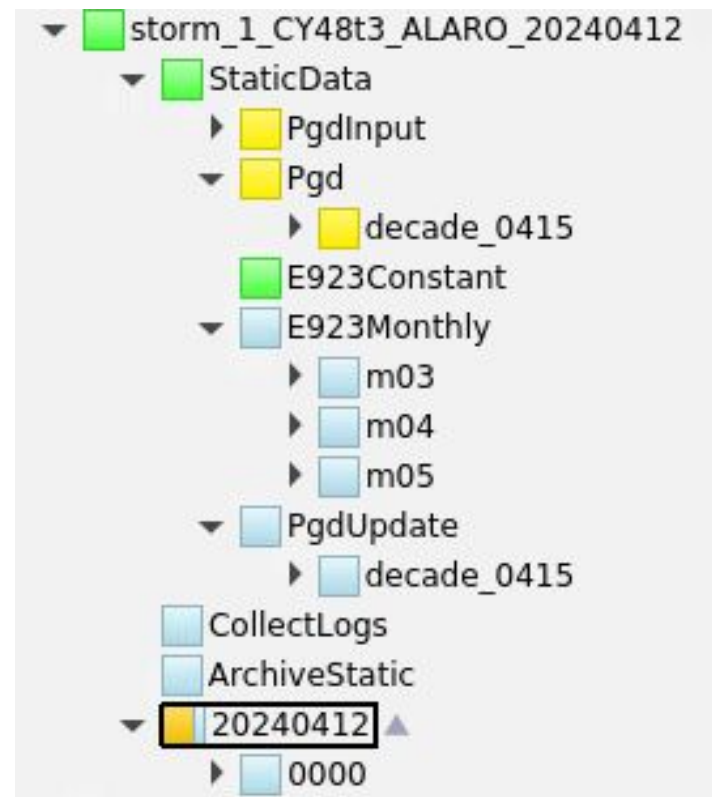 storm_1_CY48t3_ALARO_20240412
StaticData
PgdInput
Pgd
decade_0415
E923Constant
E923Monthly
m03
m04
m05
PgdUpdate
decade_0415
CollectLogs
ArchiveStatic
20240412
0000